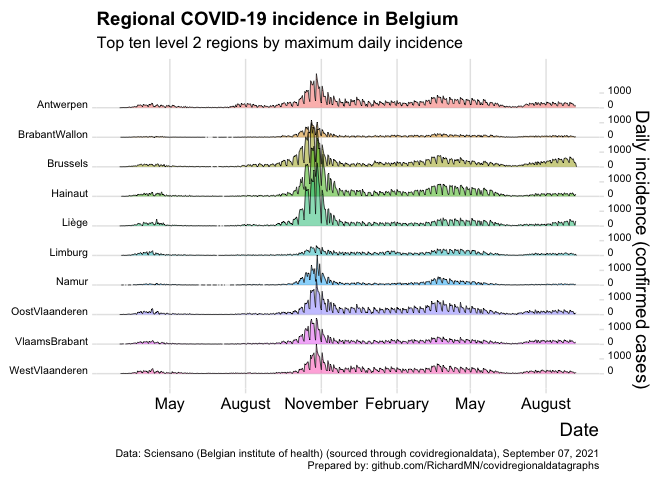 Regional COVID-19 incidence in Belgium
Top ten level 2 regions by maximum daily incidence
Antwerpen
1000
0
BrabantWallon
1000
0
Brussels
1000
0
Hainaut
1000
0
Liège
1000
0
Limburg
1000
0
Namur
1000
0
OostVlaanderen
1000
0
VlaamsBrabant
1000
0
WestVlaanderen
1000
0
Daily incidence (confirmed cases)
May August November February May August
Date
Data: Sciensano (Belgian institute of health) (sourced through covidregionaldata), September 07, 2021
Prepared by: github.com/RichardMN/covidregionaldatagraphs